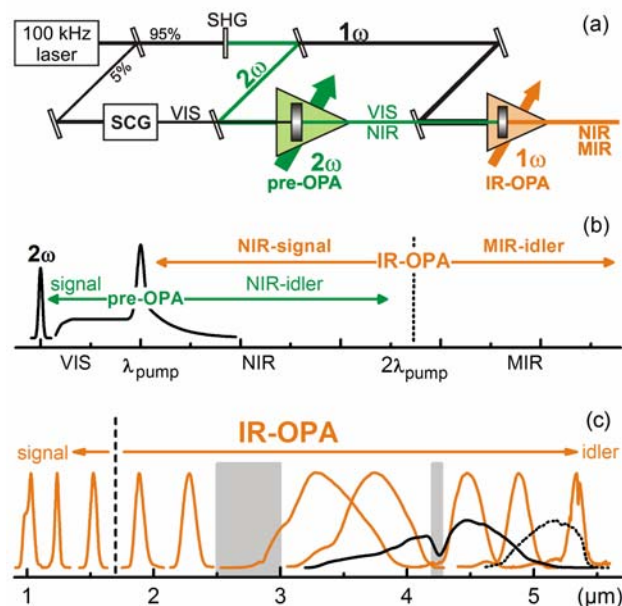 (a)
100 kHz
laser
95%
SHG
1ω
5%
2ω
SCG
VIS
VIS
NIR
2ω
pre-OPA
1ω
IR-OPA
NIR
MIR
(b)
2ω
NIR-signal
MIR-idler
IR-OPA
signal
pre-OPA
NIR-idler
VIS
λpump
NIR
2λpump
MIR
(c)
IR-OPA
signal
idler
1 2 3 4 5 (μm)